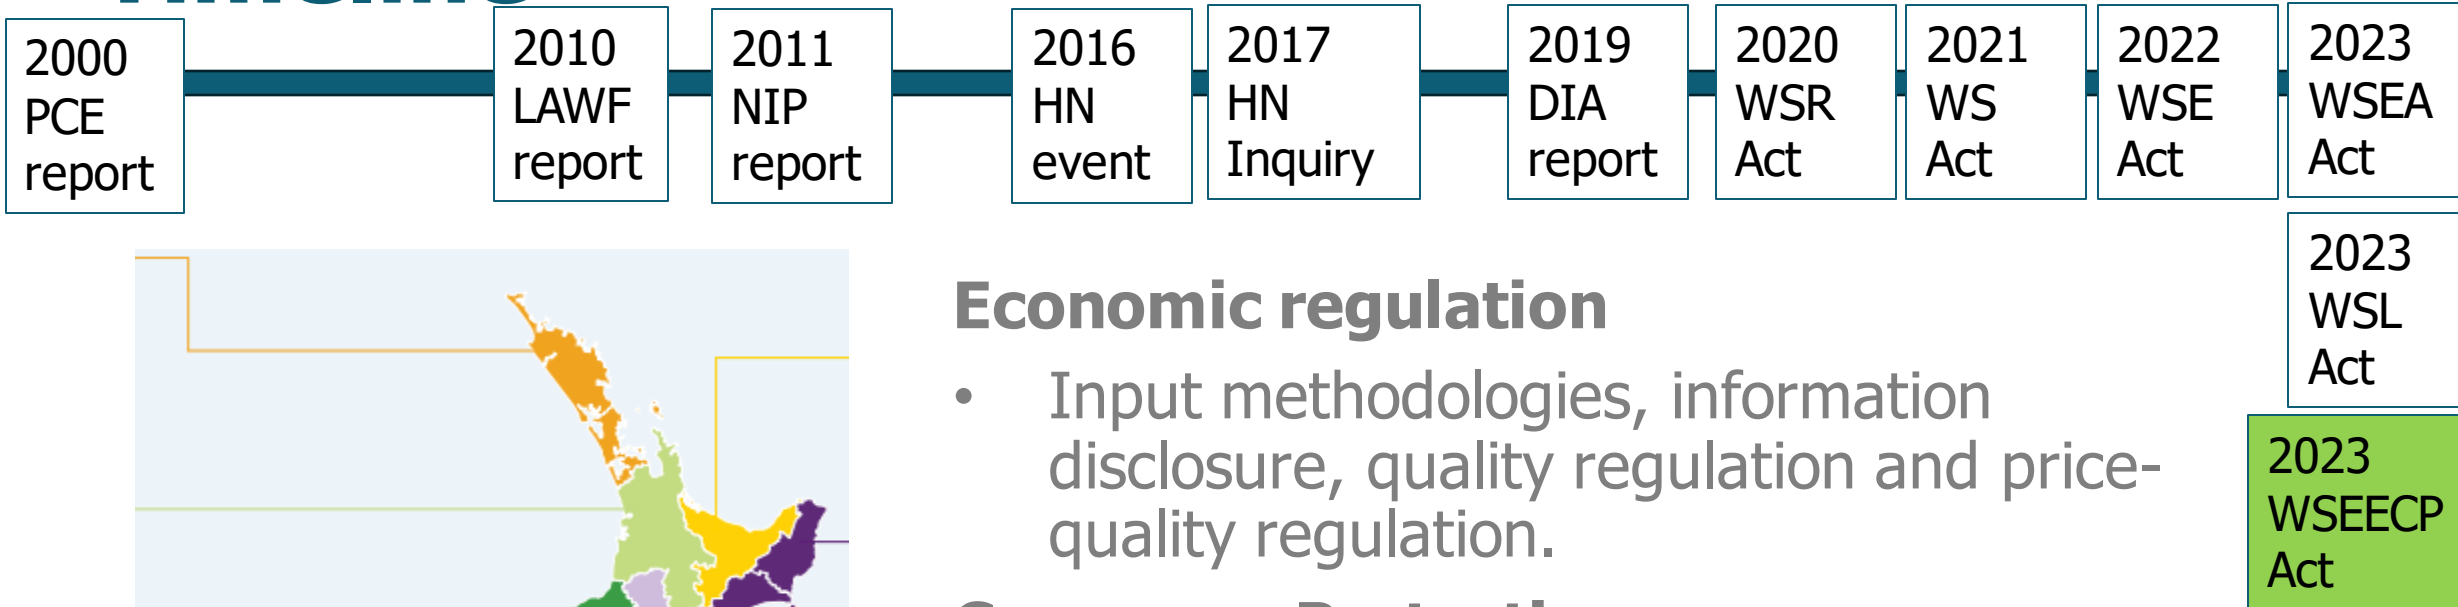 2000
PCE
report
2010
LAWF
report
2011
NIP
report
2016
HN
event
2017
HN
Inquiry
2019
DIA
report
2020
WSR
Act
2021
WS
Act
2022
WSE
Act
2023
WSEA
Act
2023
WSL
Act
2023
WSEECP
Act
Economic regulation
• Input methodologies, information
disclosure, quality regulation and price-
quality regulation.